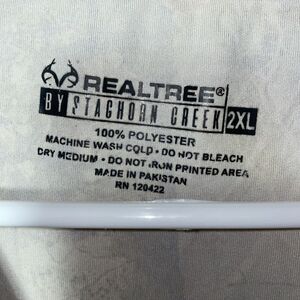 REALTREE®
BY STAGHORN CREEK 2XL
100% POLYESTER
MACHINE WASH COLD • DO NOT BLEACH
DRY MEDIUM • DO NOT IRON PRINTED AREA
MADE IN PAKISTAN
RN 120422